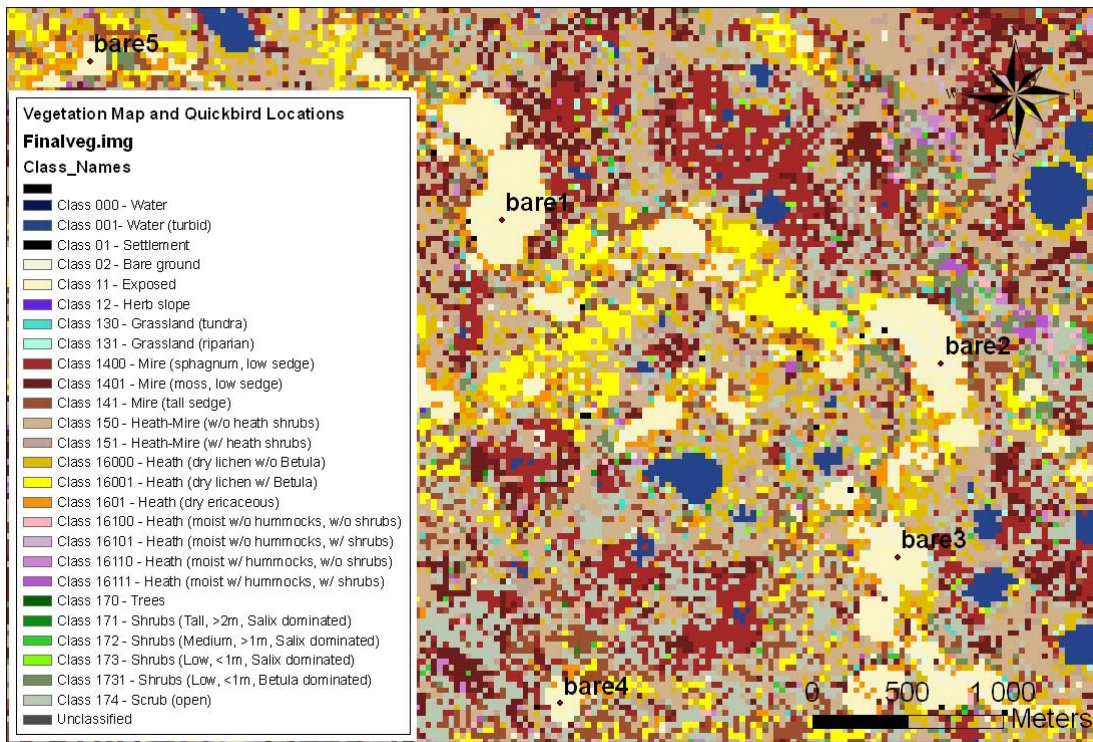 bare5
Vegetation Map and Quickbird Locations
Finalveg.img
Class_Names
Class 000 - Water
Class 001- Water (turbid)
Class 01 - Settlement
Class 02 - Bare ground
Class 11 - Exposed
Class 12 - Herb slope
Class 130 - Grassland (tundra)
Class 131 - Grassland (riparian)
Class 1400 - Mire (sphagnum, low sedge)
Class 1401 - Mire (moss, low sedge)
Class 141 - Mire (tall sedge)
Class 150 - Heath-Mire (w/o heath shrubs)
Class 151 - Heath-Mire (w/ heath shrubs)
Class 16000 - Heath (dry lichen w/o Betula)
Class 16001 - Heath (dry lichen w/ Betula)
Class 1601 - Heath (dry ericaceous)
Class 16100 - Heath (moist w/o hummocks, w/o shrubs)
Class 16101 - Heath (moist w/o hummocks, w/ shrubs)
Class 16110 - Heath (moist w/ hummocks, w/o shrubs)
Class 16111 - Heath (moist w/ hummocks, w/ shrubs)
Class 170 - Trees
Class 171 - Shrubs (Tall, >2m, Salix dominated)
Class 172 - Shrubs (Medium, >1m, Salix dominated)
Class 173 - Shrubs (Low, <1m, Salix dominated)
Class 1731 - Shrubs (Low, <1m, Betula dominated)
Class 174 - Scrub (open)
Unclassified
bare1
W E
S
bare2
bare3
bare4
0 500 1 000
Meters